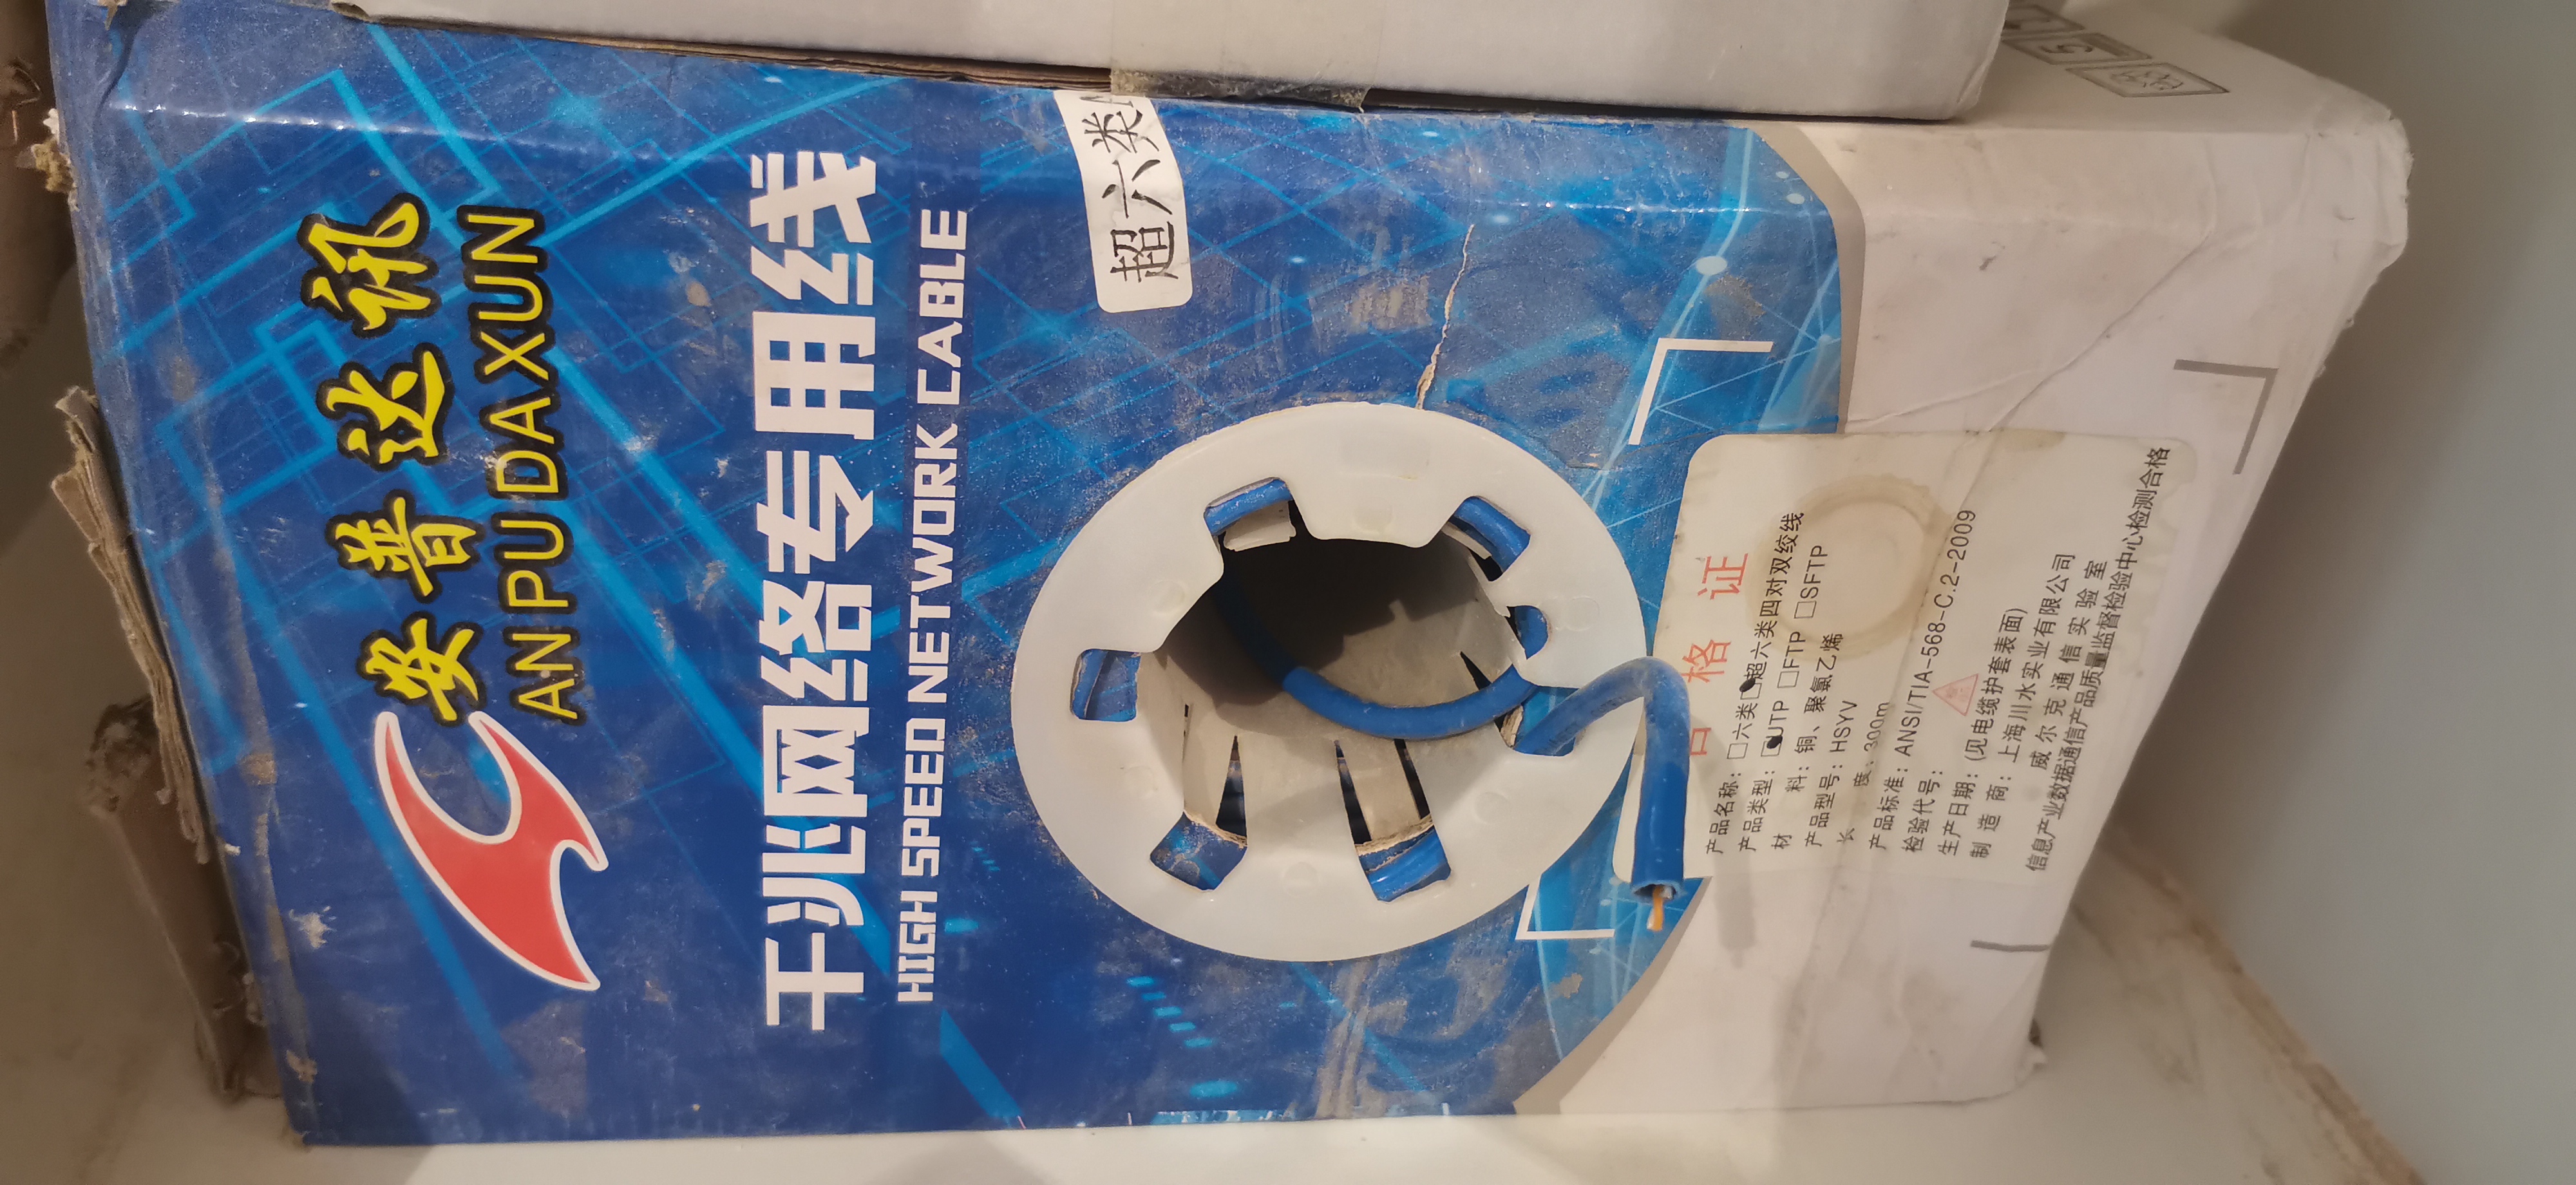 安普达讯
ANPUDAXUN
千兆网络专用线
HIGH SPEED NETWORK CABLE
超六类
合格证
产品名称：□六类□超六类四对双绞线
产品类型：□UTP □FTP □SFTP
材 料：铜、聚氯乙烯
产品型号：HSYV
长 度：300m
产品标准：ANSI/TIA-568-C.2-2009
检验代号：
生产日期：(见电缆护套表面)
制 造 商：上海川水实业有限公司
威尔克通信实验室
信息产业数据通信产品质量监督检验中心检测合格